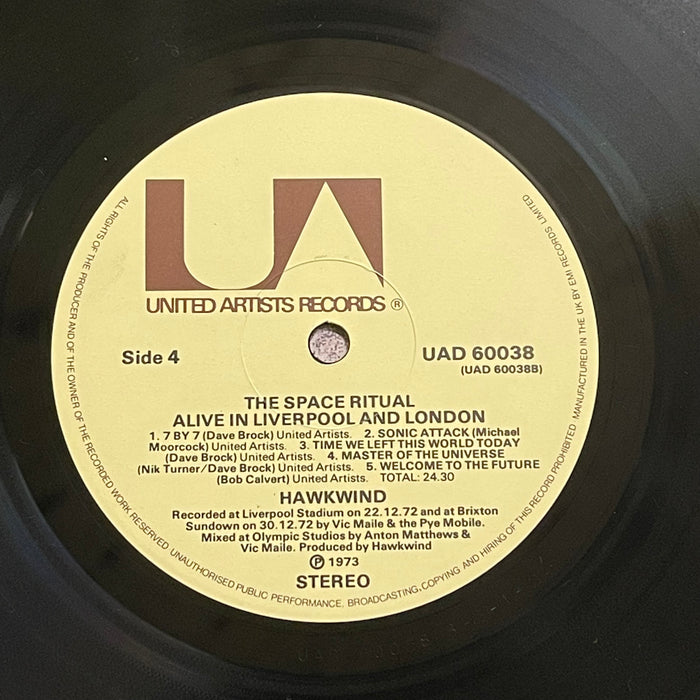 UA
UNITED ARTISTS RECORDS ®
Side 4
UAD 60038
(UAD 60038B)
THE SPACE RITUAL
ALIVE IN LIVERPOOL AND LONDON
1. 7 BY 7 (Dave Brock) United Artists. 2. SONIC ATTACK (Michael
Moorcock) United Artists. 3. TIME WE LEFT THIS WORLD TODAY
(Dave Brock) United Artists. 4. MASTER OF THE UNIVERSE
(Nik Turner/Dave Brock) United Artists. 5. WELCOME TO THE FUTURE
(Bob Calvert) United Artists. TOTAL: 24.30
HAWKWIND
Recorded at Liverpool Stadium on 22.12.72 and at Brixton
Sundown on 30.12.72 by Vic Maile & the Pye Mobile.
Mixed at Olympic Studios by Anton Matthews &
Vic Maile. Produced by Hawkwind
℗ 1973
STEREO
ALL RIGHTS OF THE PRODUCER AND OF THE OWNER OF THE RECORDED WORK RESERVED. UNAUTHORISED PUBLIC PERFORMANCE, BROADCASTING, COPYING AND HIRING OF THIS RECORD PROHIBITED. MANUFACTURED IN THE UK BY EMI RECORDS LIMITED